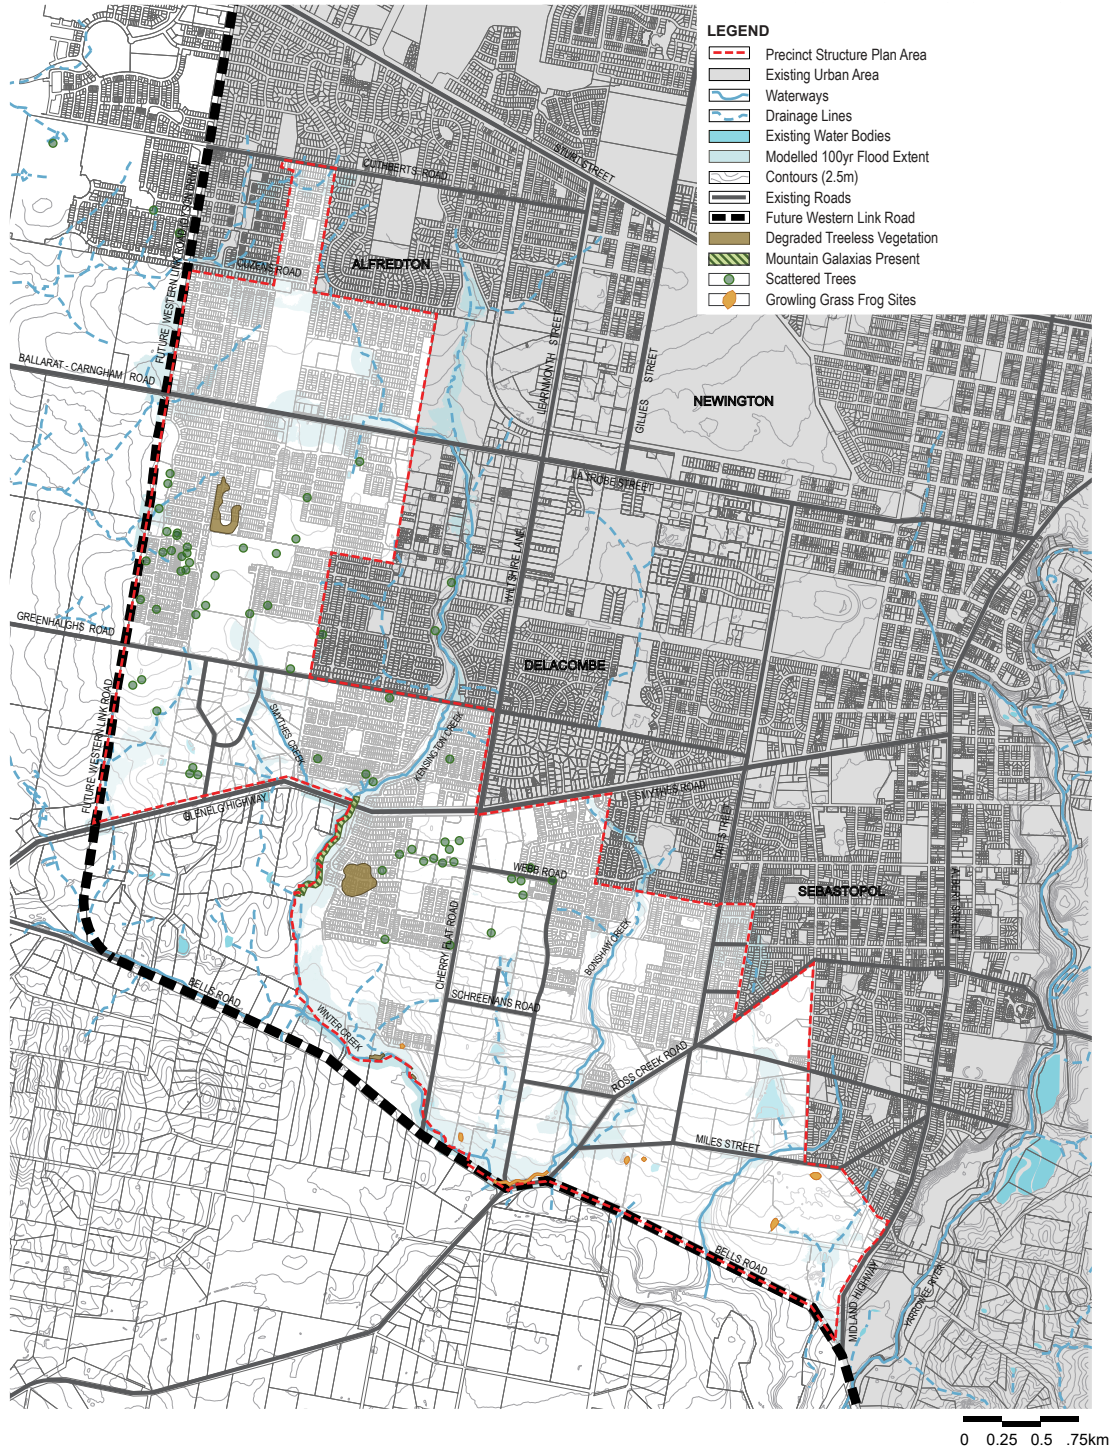 LEGEND
Precinct Structure Plan Area
Existing Urban Area
Waterways
Drainage Lines
Existing Water Bodies
Modelled 100yr Flood Extent
Contours (2.5m)
Existing Roads
Future Western Link Road
Degraded Treeless Vegetation
Mountain Galaxias Present
Scattered Trees
Growling Grass Frog Sites
STURT STREET
CUTHBERTS ROAD
ALFREDTON
CUZENS ROAD
FUTURE WESTERN LINK ROAD
BALLARAT - CARNGHAM ROAD
LEARMONTH STREET
GILLIES STREET
NEWINGTON
LA TROBE STREET
WILTSHIRE LANE
GREENHALGHS ROAD
DELACOMBE
FUTURE WESTERN LINK ROAD
SMYTHES CREEK
KENSINGTON CREEK
GLENELG HIGHWAY
SMYTHES ROAD
TAIT STREET
WEBB ROAD
SEBASTOPOL
ALBERT STREET
CHERRY FLAT ROAD
BONSHAW CREEK
BELLS ROAD
SCHREENANS ROAD
WINTER CREEK
ROSS CREEK ROAD
MILES STREET
BELLS ROAD
MIDLAND HIGHWAY
YARROWEE RIVER
0 0.25 0.5 .75km